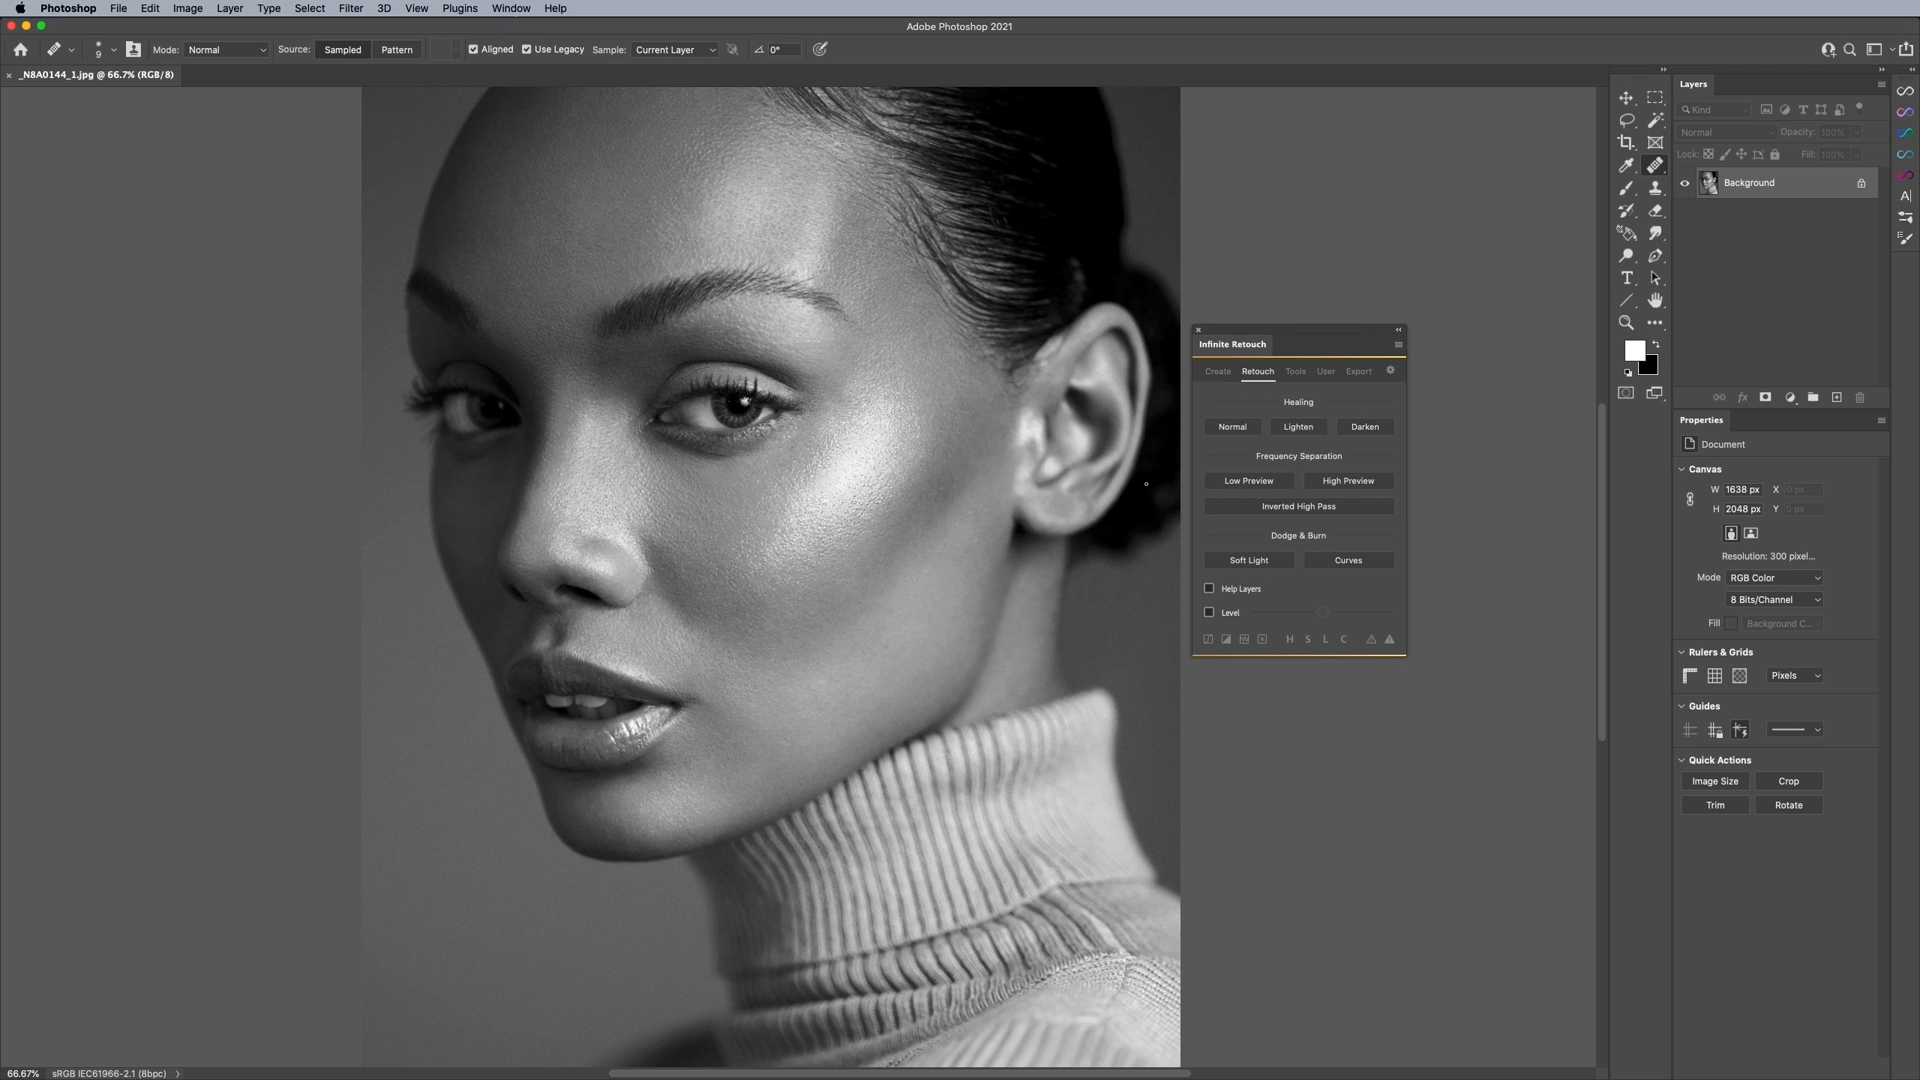 Photoshop File Edit Image Layer Type Select Filter 3D View Plugins Window Help
Adobe Photoshop 2021
9 Mode: Normal Source: Sampled Pattern Aligned Use Legacy Sample: Current Layer 0°
× _N8A0144_1.jpg @ 66.7% (RGB/8)
Layers
Kind
Normal Opacity: 100%
Lock: Fill: 100%
Background
Infinite Retouch
Create Retouch Tools User Export
Healing
Normal Lighten Darken
Frequency Separation
Low Preview High Preview
Inverted High Pass
Dodge & Burn
Soft Light Curves
Help Layers
Level
H S L C
Properties
Document
Canvas
W 1638 px X 0 px
H 2048 px Y 0 px
Resolution: 300 pixel...
Mode RGB Color
8 Bits/Channel
Fill Background C...
Rulers & Grids
Pixels
Guides
Quick Actions
Image Size Crop
Trim Rotate
66.67% sRGB IEC61966-2.1 (8bpc)